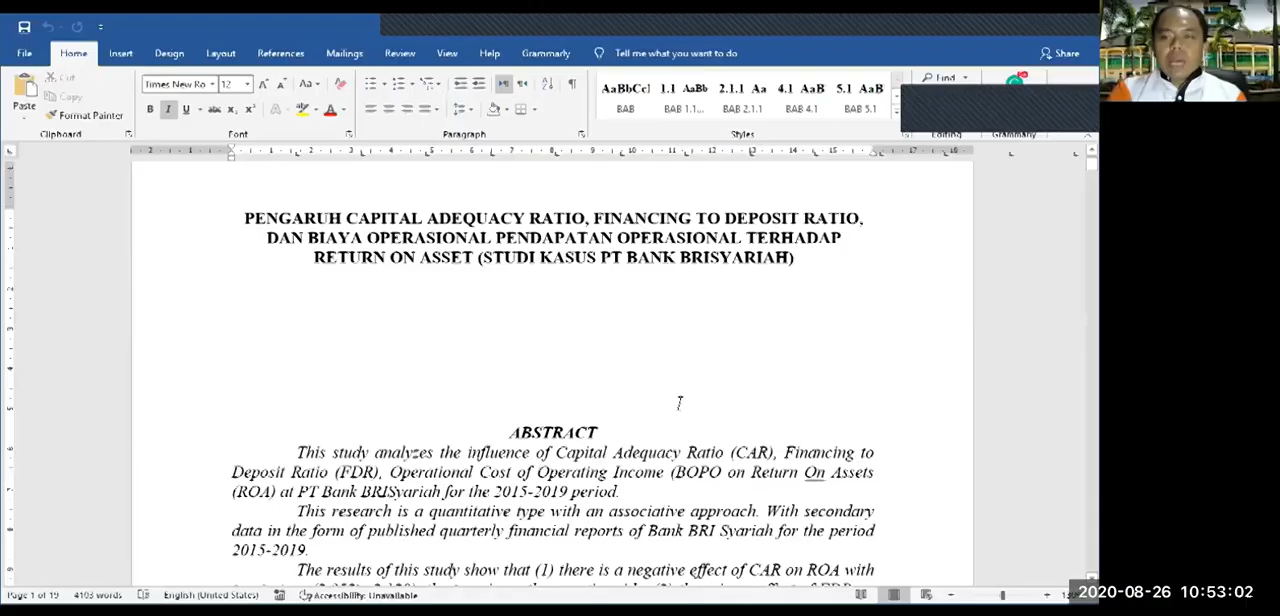 File Home Insert Design Layout References Mailings Review View Help Grammarly Tell me what you want to do Share
Cut
Copy
Paste
Format Painter
Clipboard
Times New Ro 12
Font
Paragraph
AaBbCcl 1.1 AaBb 2.1.1 Aa 4.1 AaB 5.1 AaB
BAB BAB 1.1... BAB 2.1.1 BAB 4.1 BAB 5.1
Styles
Find
Editing
Grammarly
PENGARUH CAPITAL ADEQUACY RATIO, FINANCING TO DEPOSIT RATIO,
DAN BIAYA OPERASIONAL PENDAPATAN OPERASIONAL TERHADAP
RETURN ON ASSET (STUDI KASUS PT BANK BRISYARIAH)
ABSTRACT
This study analyzes the influence of Capital Adequacy Ratio (CAR), Financing to
Deposit Ratio (FDR), Operational Cost of Operating Income (BOPO on Return On Assets
(ROA) at PT Bank BRISyariah for the 2015-2019 period.
This research is a quantitative type with an associative approach. With secondary
data in the form of published quarterly financial reports of Bank BRI Syariah for the period
2015-2019.
The results of this study show that (1) there is a negative effect of CAR on ROA with
Page 1 of 19 4103 words English (United States) Accessibility: Unavailable
2020-08-26 10:53:02